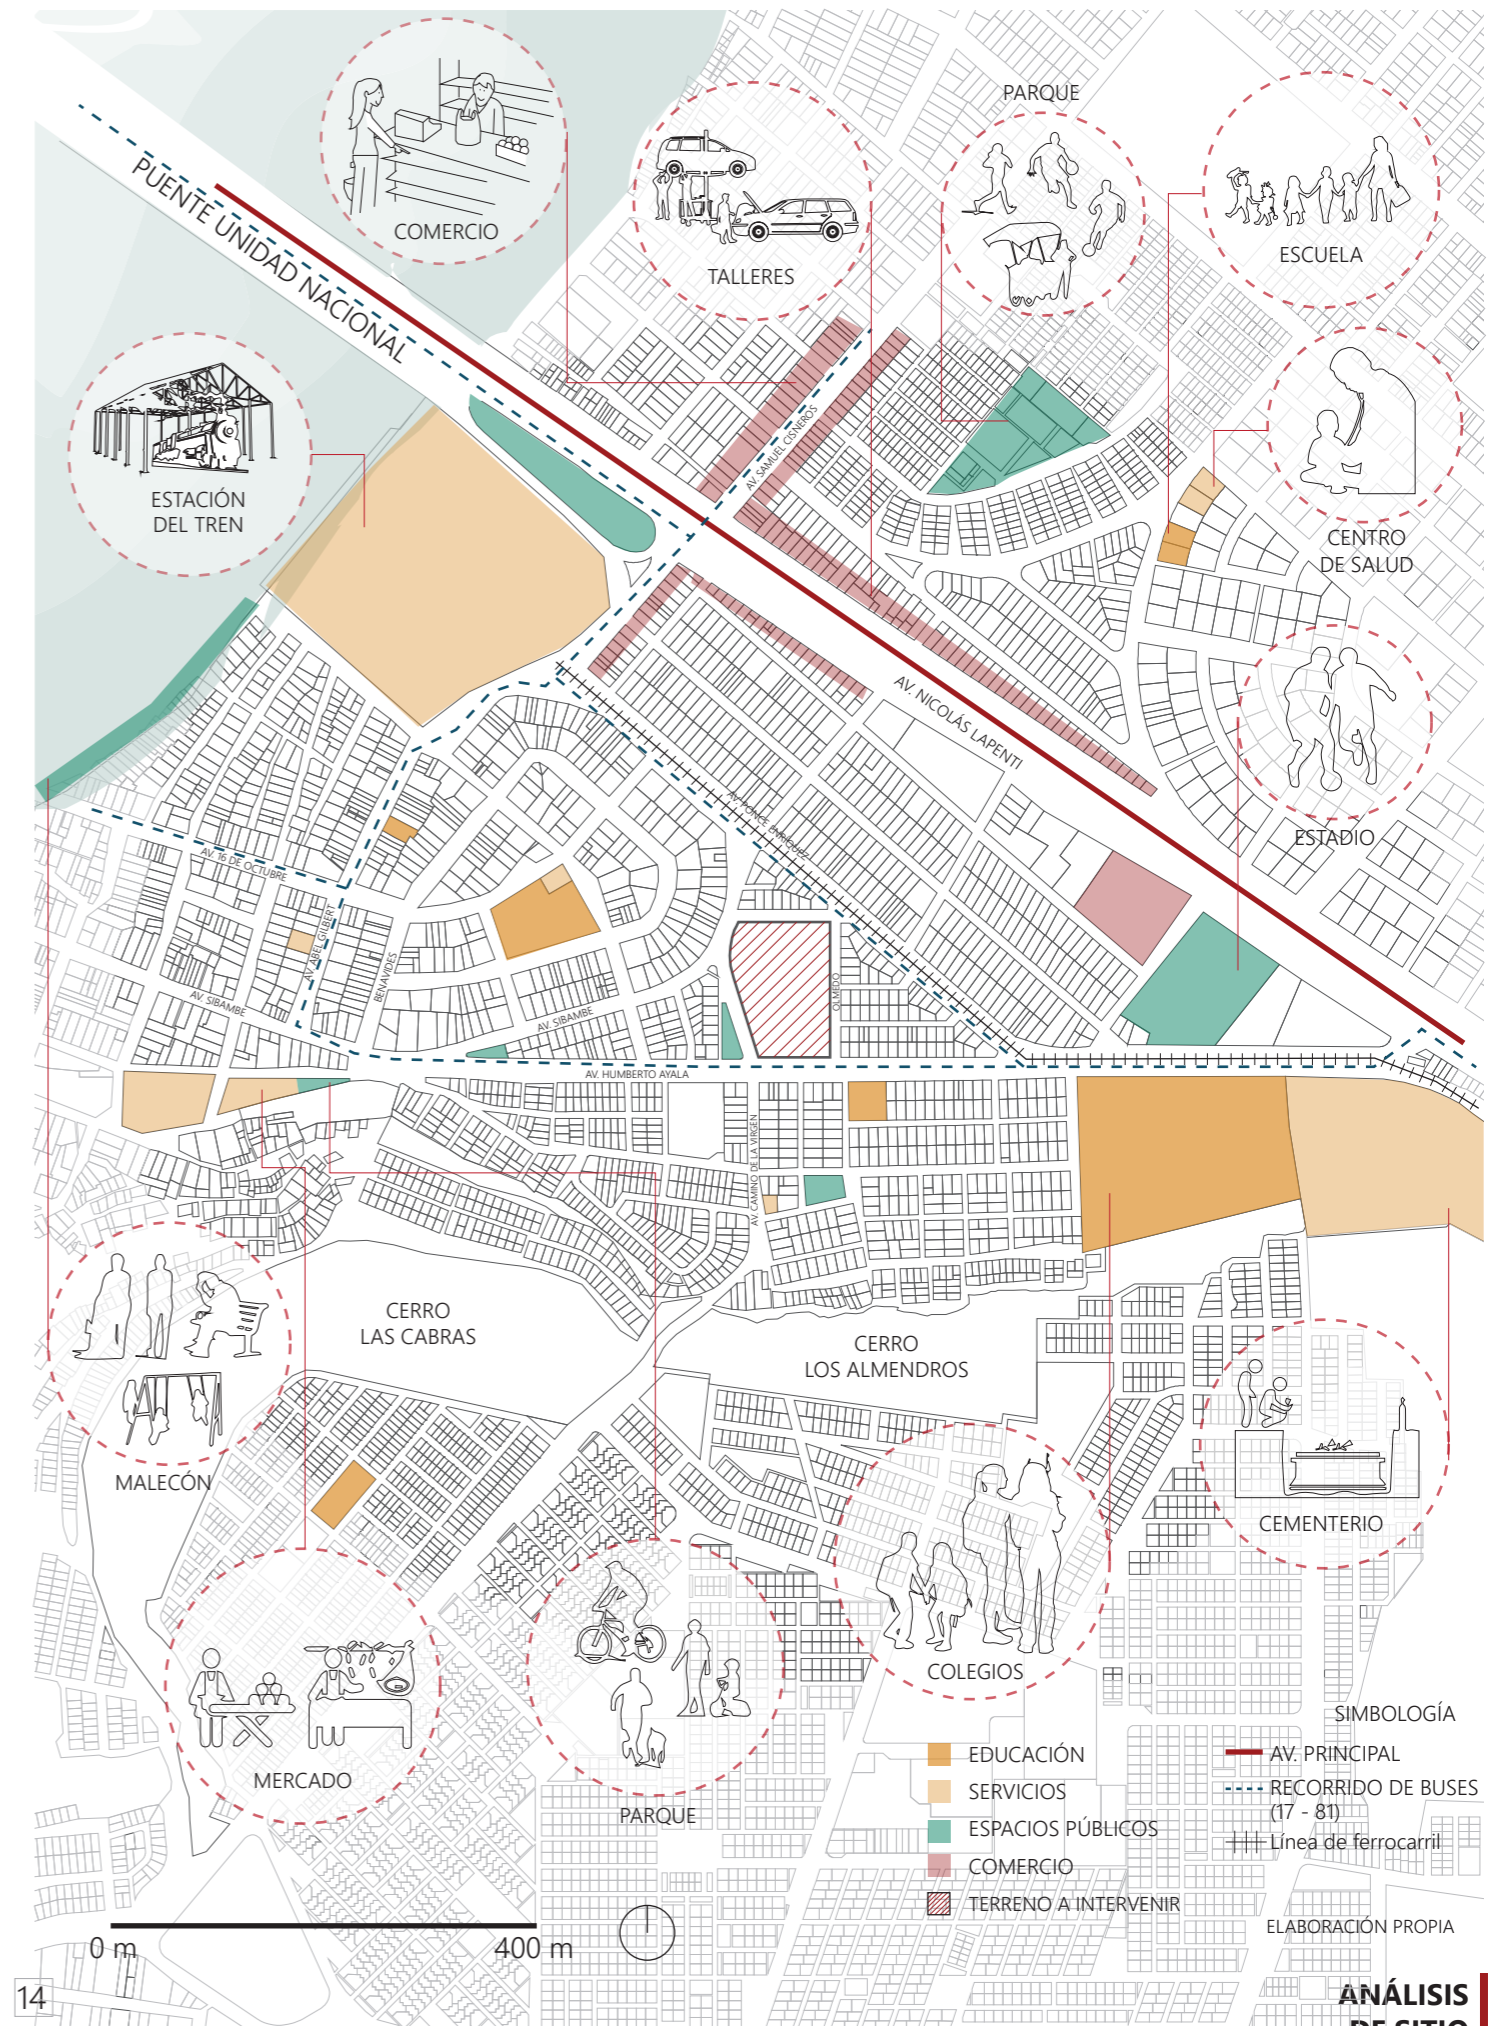 COMERCIO
TALLERES
PARQUE
ESCUELA
PUENTE UNIDAD NACIONAL
ESTACIÓN
DEL TREN
AV. SAMUEL CISNEROS
CENTRO
DE SALUD
AV. NICOLÁS LAPENTI
ESTADIO
AV. PONCE ENRÍQUEZ
AV. 16 DE OCTUBRE
AV. ABEL GILBERT
BENAVIDES
AV. SIBAMBE
AV. SIBAMBE
OLMEDO
AV. HUMBERTO AYALA
AV. CAMINO DE LA VIRGEN
CERRO
LAS CABRAS
CERRO
LOS ALMENDROS
MALECÓN
CEMENTERIO
COLEGIOS
MERCADO
PARQUE
SIMBOLOGÍA
EDUCACIÓN
SERVICIOS
ESPACIOS PÚBLICOS
COMERCIO
TERRENO A INTERVENIR
AV. PRINCIPAL
RECORRIDO DE BUSES
(17 - 81)
Línea de ferrocarril
ELABORACIÓN PROPIA
0 m
400 m
14
ANÁLISIS
DE SITIO